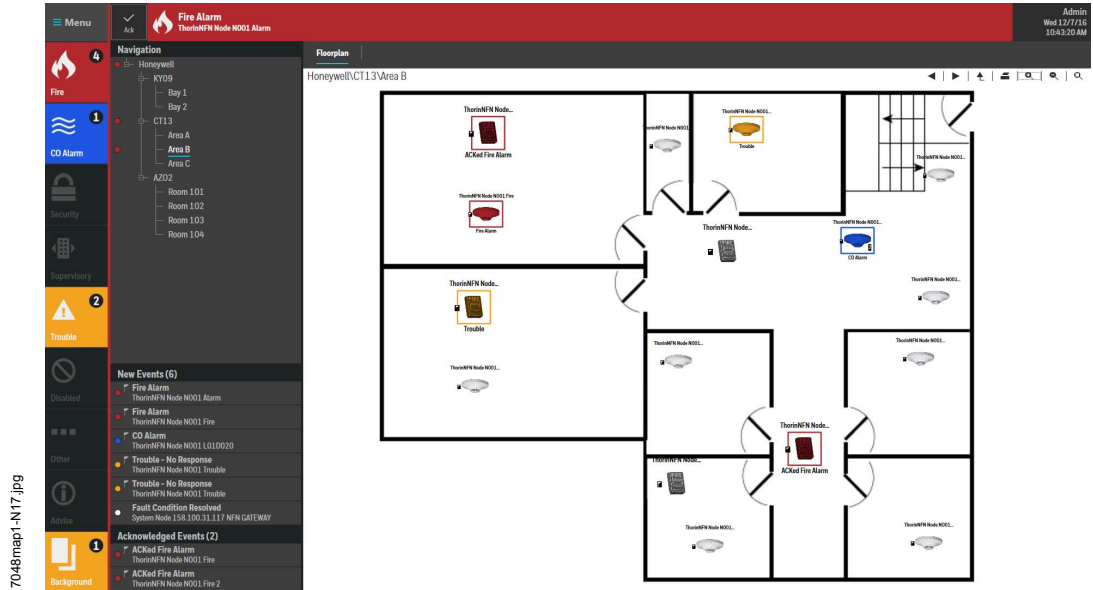 Menu
Ack
Fire Alarm
ThorinNFN Node N001 Alarm
Admin
Wed 12/7/16
10:43:20 AM
4
Fire
1
CO Alarm
Security
Supervisory
2
Trouble
Disabled
Other
Advise
1
Background
Navigation
Honeywell
KY09
Bay 1
Bay 2
CT13
Area A
Area B
Area C
AZ02
Room 101
Room 102
Room 103
Room 104
New Events (6)
Fire Alarm
ThorinNFN Node N001 Alarm
Fire Alarm
ThorinNFN Node N001 Fire
CO Alarm
ThorinNFN Node N001 L01D020
Trouble - No Response
ThorinNFN Node N001 Trouble
Trouble - No Response
ThorinNFN Node N001 Trouble
Fault Condition Resolved
System Node 158.100.31.117 NFN GATEWAY
Acknowledged Events (2)
ACKed Fire Alarm
ThorinNFN Node N001 Fire
ACKed Fire Alarm
ThorinNFN Node N001 Fire 2
Floorplan
Honeywell\CT13\Area B
ThorinNFN Node...
ACKed Fire Alarm
ThorinNFN Node N001
ThorinNFN Node N001...
Trouble
ThorinNFN Node N001...
ThorinNFN Node N001 Fire
Fire Alarm
ThorinNFN Node...
ThorinNFN Node N001...
CO Alarm
ThorinNFN Node...
Trouble
ThorinNFN Node N001...
ThorinNFN Node N001...
ThorinNFN Node N001...
ThorinNFN Node N001...
ThorinNFN Node...
ACKed Fire Alarm
ThorinNFN Node...
ThorinNFN Node N001...
ThorinNFN Node N001...
7048map1-N17.jpg